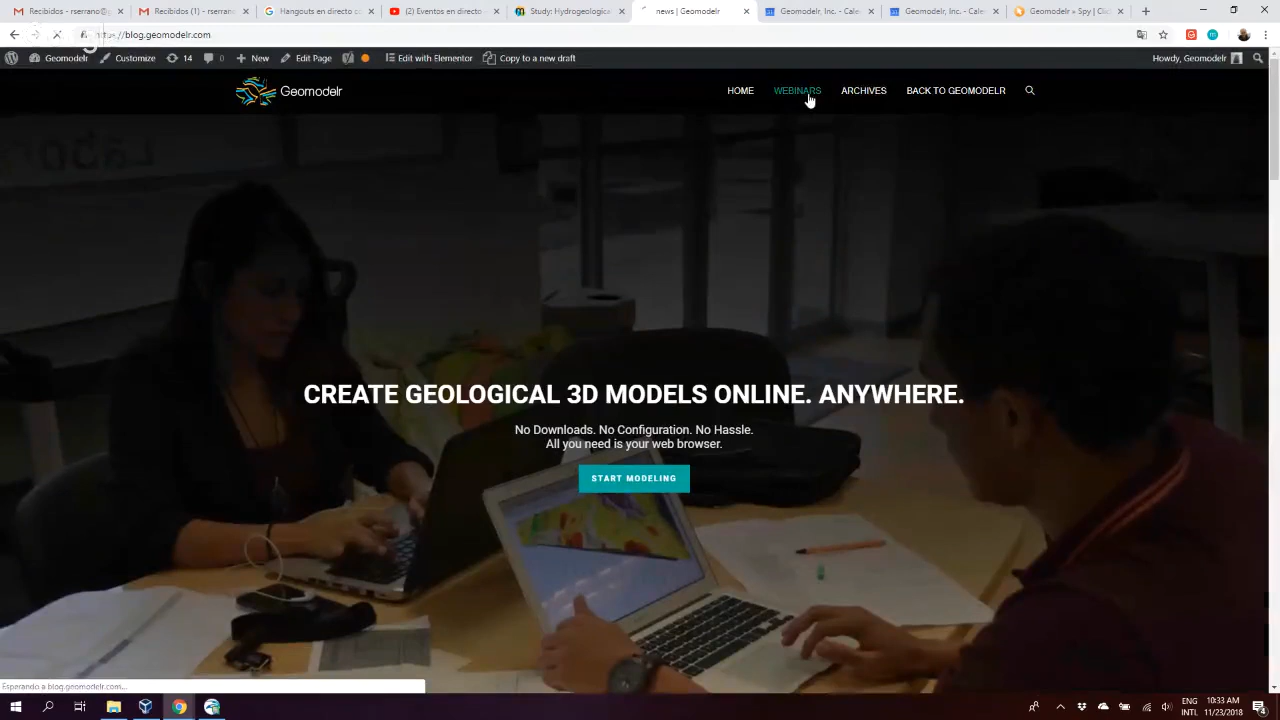 Recibidos - rserrano@
Recibidos (1) - rserran
Hangouts en directo co
(2) Eventos en directo -
Study: Hydrogeologica
news | Geomodelr
Geomodelr, Inc. - Cale
Geomodelr, Inc. - Cale
Geomodelr » Spy | Clic
https://blog.geomodelr.com
Geomodelr
Customize
14
0
New
Edit Page
Edit with Elementor
Copy to a new draft
Howdy, Geomodelr
Geomodelr
HOME
WEBINARS
ARCHIVES
BACK TO GEOMODELR
CREATE GEOLOGICAL 3D MODELS ONLINE. ANYWHERE.
No Downloads. No Configuration. No Hassle.
All you need is your web browser.
START MODELING
Esperando a blog.geomodelr.com...
ENG
INTL
10:33 AM
11/23/2018
4